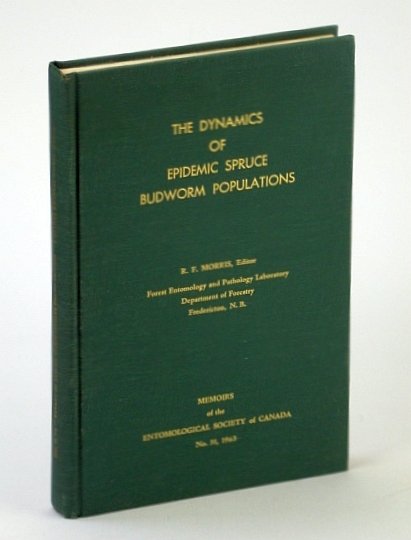 THE DYNAMICS
OF
EPIDEMIC SPRUCE
BUDWORM POPULATIONS
R. F. MORRIS, Editor
Forest Entomology and Pathology Laboratory
Department of Forestry
Fredericton, N. B.
MEMOIRS
of the
ENTOMOLOGICAL SOCIETY of CANADA
No. 31, 1963